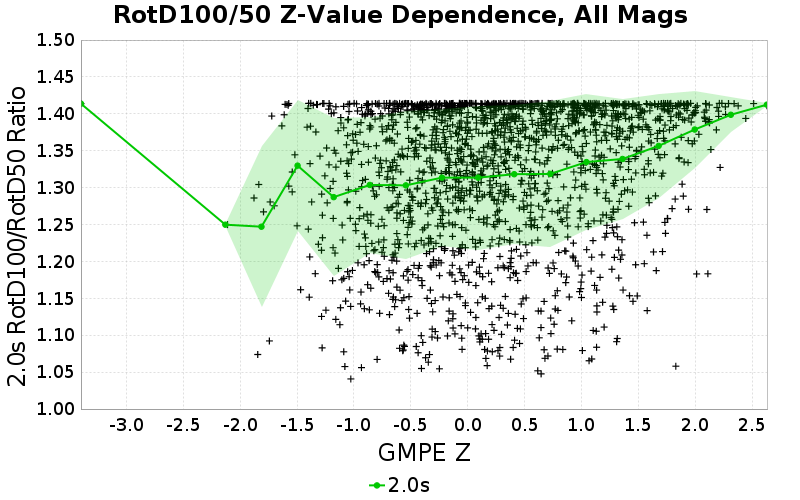 RotD100/50 Z-Value Dependence, All Mags
2.0s RotD100/RotD50 Ratio
1.50
1.45
1.40
1.35
1.30
1.25
1.20
1.15
1.10
1.05
1.00
-3.0 -2.5 -2.0 -1.5 -1.0 -0.5 0.0 0.5 1.0 1.5 2.0 2.5
GMPE Z
2.0s